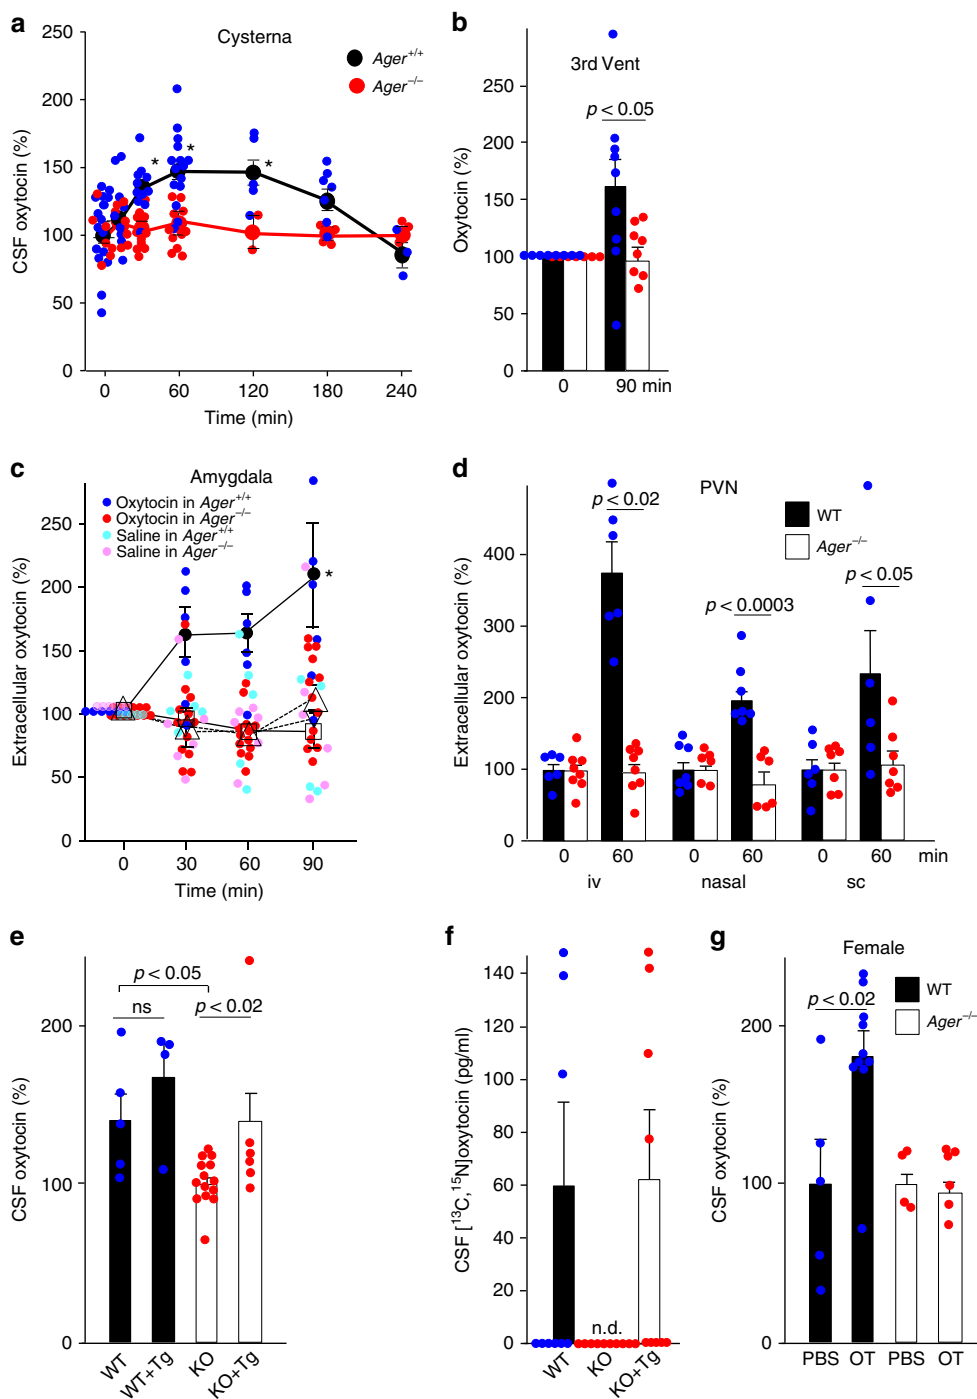 a
Cysterna
Ager+/+
Ager−/−
CSF oxytocin (%)
250
200
150
100
50
0
0 60 120 180 240
Time (min)
*
*
*
b
3rd Vent
p < 0.05
Oxytocin (%)
250
200
150
100
50
0
0 90 min
c
Amygdala
Oxytocin in Ager+/+
Oxytocin in Ager−/−
Saline in Ager+/+
Saline in Ager−/−
Extracellular oxytocin (%)
250
200
150
100
50
0
*
0 30 60 90
Time (min)
d
PVN
WT
Ager−/−
p < 0.02
p < 0.0003
p < 0.05
Extracellular oxytocin (%)
400
300
200
100
0
0 60 0 60 0 60 min
iv nasal sc
e
p < 0.05
ns
p < 0.02
CSF oxytocin (%)
200
100
0
WT WT+Tg KO KO+Tg
f
CSF [13C, 15N]oxytocin (pg/ml)
140
120
100
80
60
40
20
0
n.d.
WT KO KO+Tg
g
Female
WT
Ager−/−
p < 0.02
CSF oxytocin (%)
200
100
0
PBS OT PBS OT